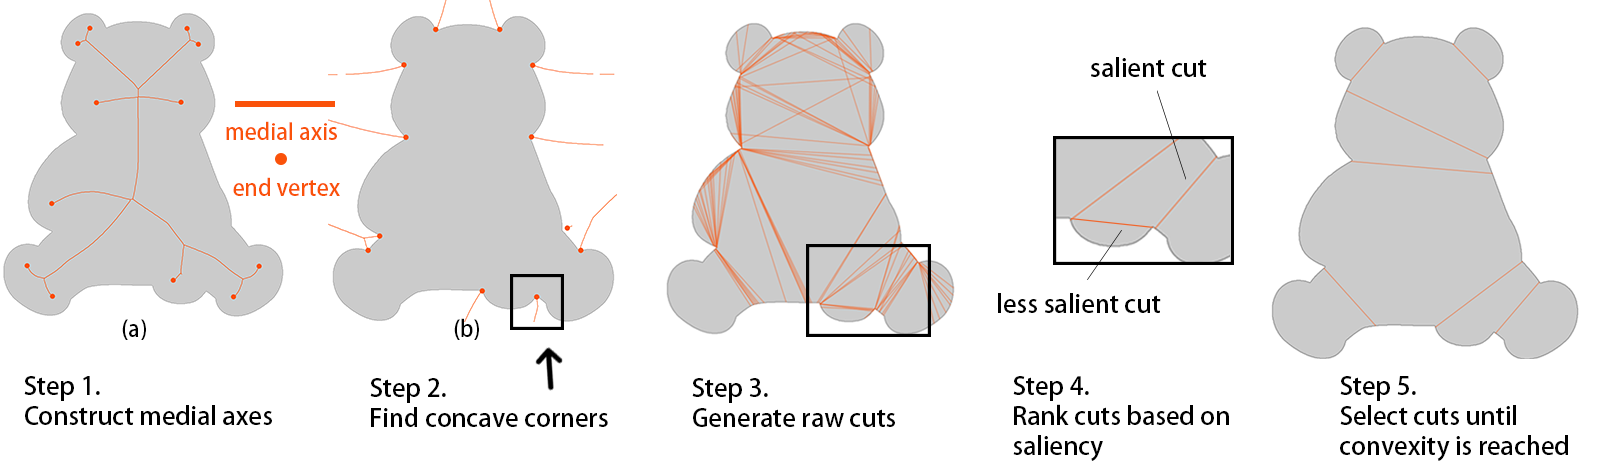 medial axis
end vertex
(a)
(b)
salient cut
less salient cut
Step 1.
Construct medial axes
Step 2.
Find concave corners
Step 3.
Generate raw cuts
Step 4.
Rank cuts based on
saliency
Step 5.
Select cuts until
convexity is reached